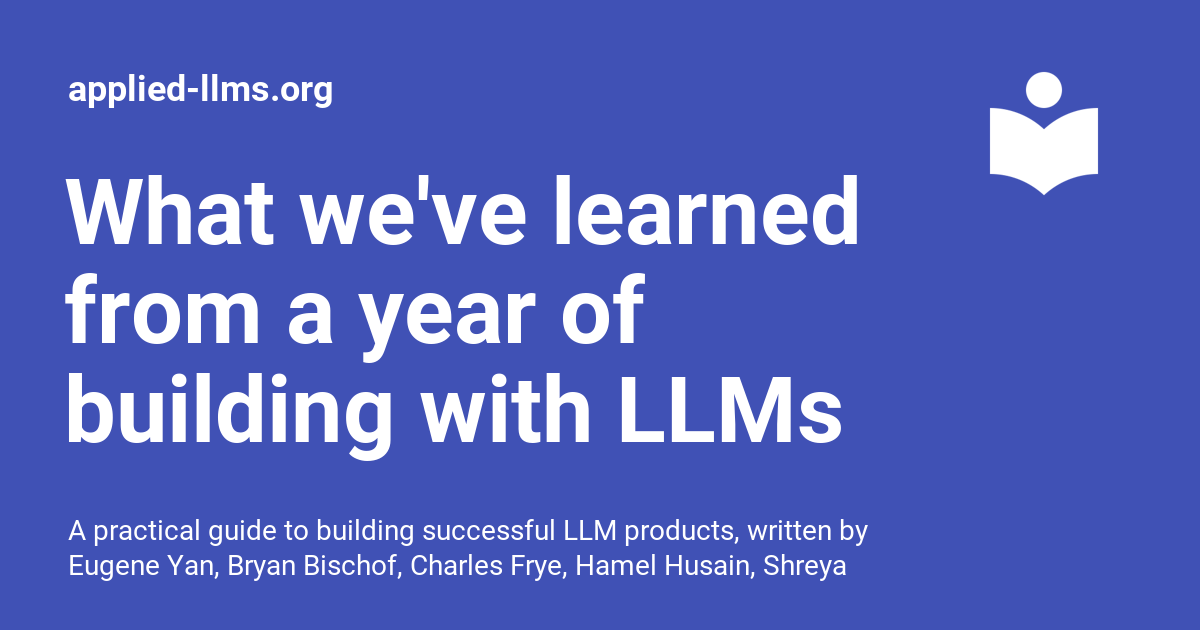 applied-llms.org
What we've learned
from a year of
building with LLMs
A practical guide to building successful LLM products, written by
Eugene Yan, Bryan Bischof, Charles Frye, Hamel Husain, Shreya